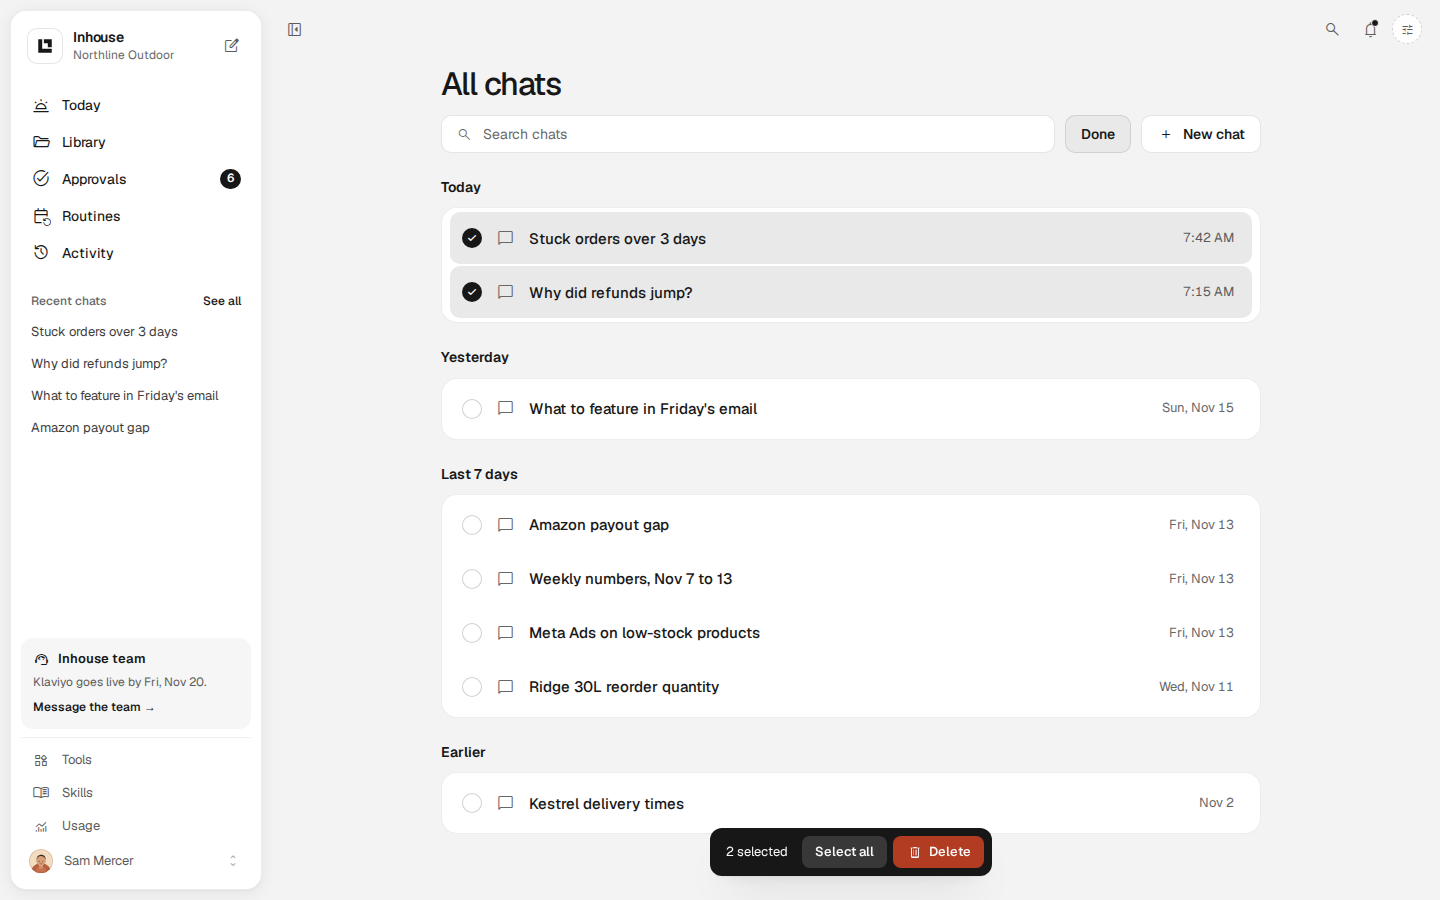 Inhouse
Northline Outdoor
Today
Library
Approvals
6
Routines
Activity
Recent chats
See all
Stuck orders over 3 days
Why did refunds jump?
What to feature in Friday's email
Amazon payout gap
Inhouse team
Klaviyo goes live by Fri, Nov 20.
Message the team →
Tools
Skills
Usage
Sam Mercer
All chats
Search chats
Done
+ New chat
Today
Stuck orders over 3 days
7:42 AM
Why did refunds jump?
7:15 AM
Yesterday
What to feature in Friday's email
Sun, Nov 15
Last 7 days
Amazon payout gap
Fri, Nov 13
Weekly numbers, Nov 7 to 13
Fri, Nov 13
Meta Ads on low-stock products
Fri, Nov 13
Ridge 30L reorder quantity
Wed, Nov 11
Earlier
Kestrel delivery times
Nov 2
2 selected
Select all
Delete